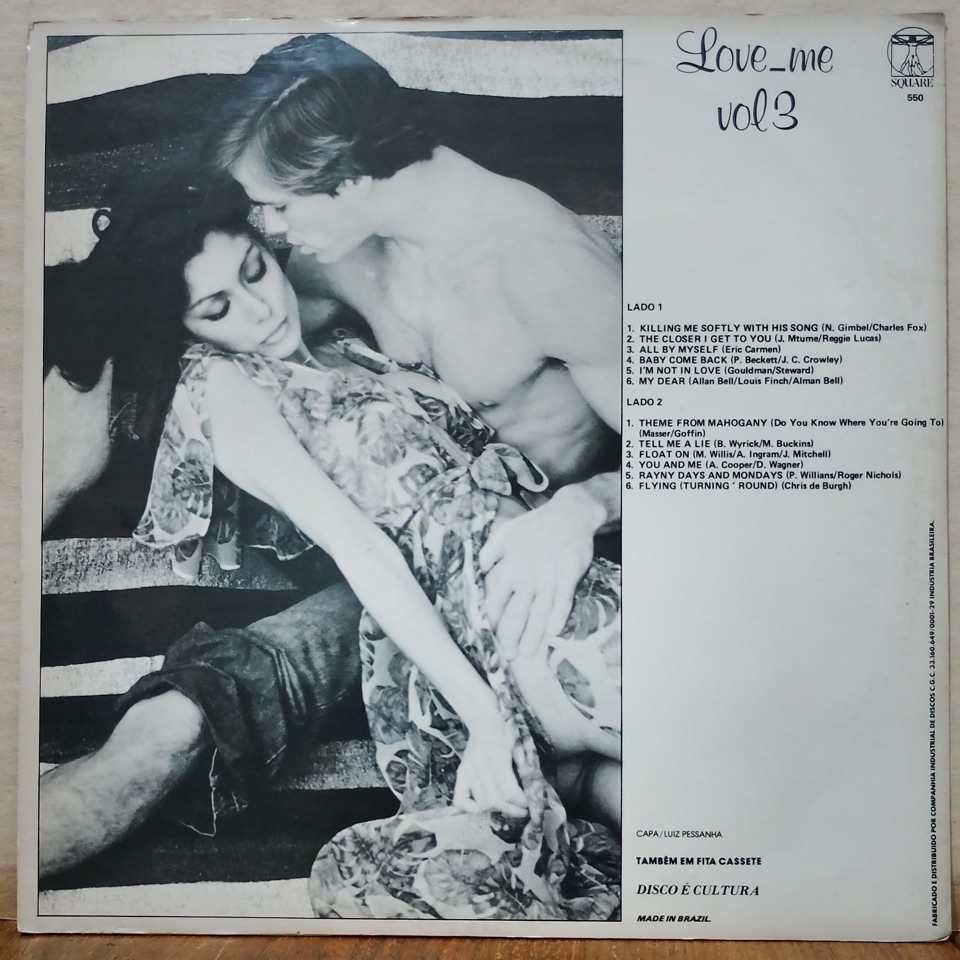 Love_me
vol 3
SQUARE
550
LADO 1
1. KILLING ME SOFTLY WITH HIS SONG (N. Gimbel/Charles Fox)
2. THE CLOSER I GET TO YOU (J. Mtume/Reggie Lucas)
3. ALL BY MYSELF (Eric Carmen)
4. BABY COME BACK (P. Beckett/J. C. Crowley)
5. I'M NOT IN LOVE (Gouldman/Steward)
6. MY DEAR (Allan Bell/Louis Finch/Alman Bell)
LADO 2
1. THEME FROM MAHOGANY (Do You Know Where You're Going To)
(Masser/Goffin)
2. TELL ME A LIE (B. Wyrick/M. Buckins)
3. FLOAT ON (M. Willis/A. Ingram/J. Mitchell)
4. YOU AND ME (A. Cooper/D. Wagner)
5. RAYNY DAYS AND MONDAYS (P. Willians/Roger Nichols)
6. FLYING (TURNING ' ROUND) (Chris de Burgh)
CAPA/LUIZ PESSANHA
TAMBÊM EM FITA CASSETE
DISCO É CULTURA
MADE IN BRAZIL.
FABRICADO E DISTRIBUIDO POR COMPANHIA INDUSTRIAL DE DISCOS C.G.C. 33.160.649/0001-29 INDUSTRIA BRASILEIRA.